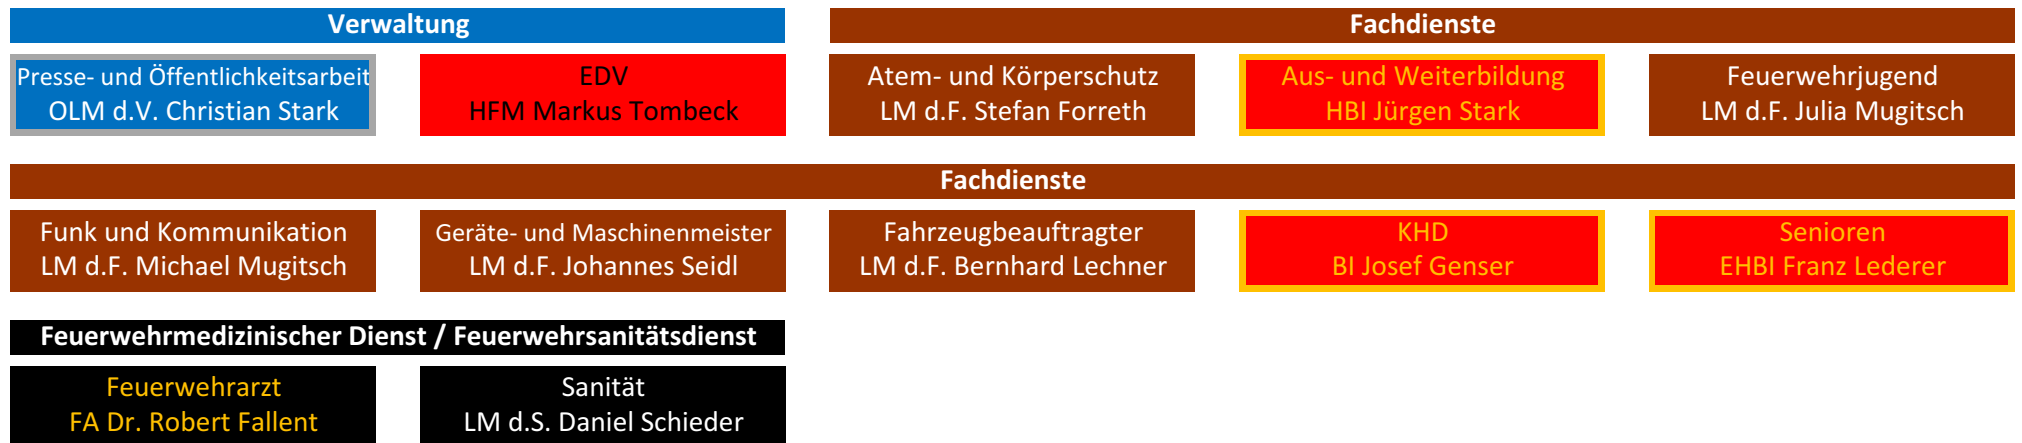 Verwaltung
Presse- und Öffentlichkeitsarbeit
OLM d.V. Christian Stark
EDV
HFM Markus Tombeck
Fachdienste
Atem- und Körperschutz
LM d.F. Stefan Forreth
Aus- und Weiterbildung
HBI Jürgen Stark
Feuerwehrjugend
LM d.F. Julia Mugitsch
Fachdienste
Funk und Kommunikation
LM d.F. Michael Mugitsch
Geräte- und Maschinenmeister
LM d.F. Johannes Seidl
Fahrzeugbeauftragter
LM d.F. Bernhard Lechner
KHD
BI Josef Genser
Senioren
EHBI Franz Lederer
Feuerwehrmedizinischer Dienst / Feuerwehrsanitätsdienst
Feuerwehrarzt
FA Dr. Robert Fallent
Sanität
LM d.S. Daniel Schieder